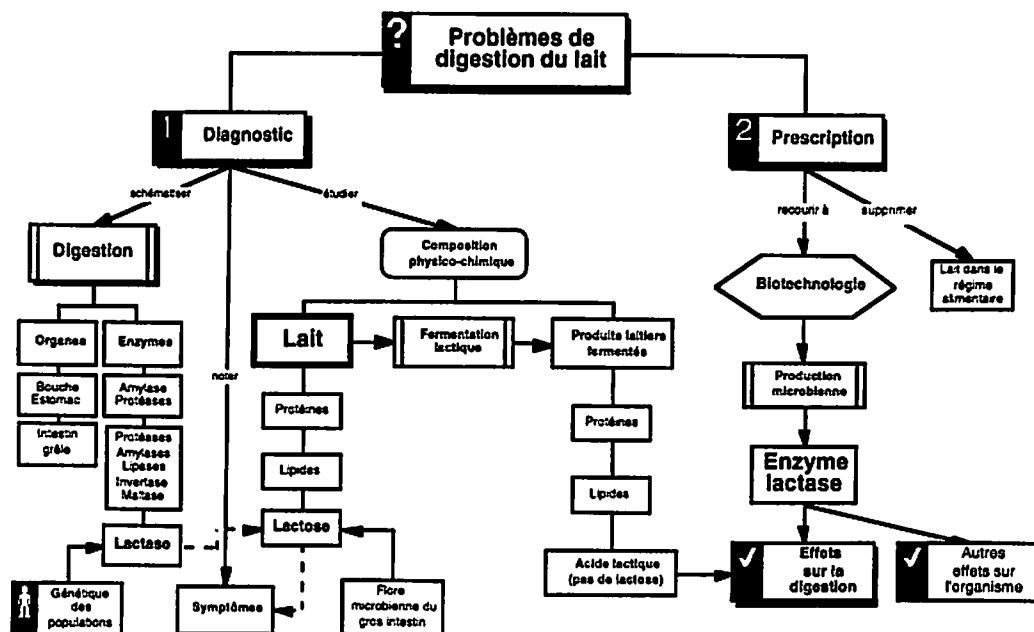 ?
Problèmes de
digestion du lait
1
Diagnostic
2
Prescription
schématiser
étudier
recourir à
supprimer
Digestion
Composition
physico-chimique
Biotechnologie
Lait dans le
régime
alimentaire
Organes
Enzymes
Lait
Fermentation
lactique
Produits laitiers
fermentés
noter
Bouche
Estomac
Amylase
Protéases
Production
microbienne
Protéines
Protéines
Intestin
grêle
Protéases
Amylases
Lipases
Invertase
Maltase
Enzyme
lactase
Lipides
Lipides
Lactase
Lactose
Acide lactique
(pas de lactose)
Effets
sur la
digestion
Autres
effets sur
l'organisme
Génétique
des
populations
Symptômes
Flore
microbienne du
gros intestin